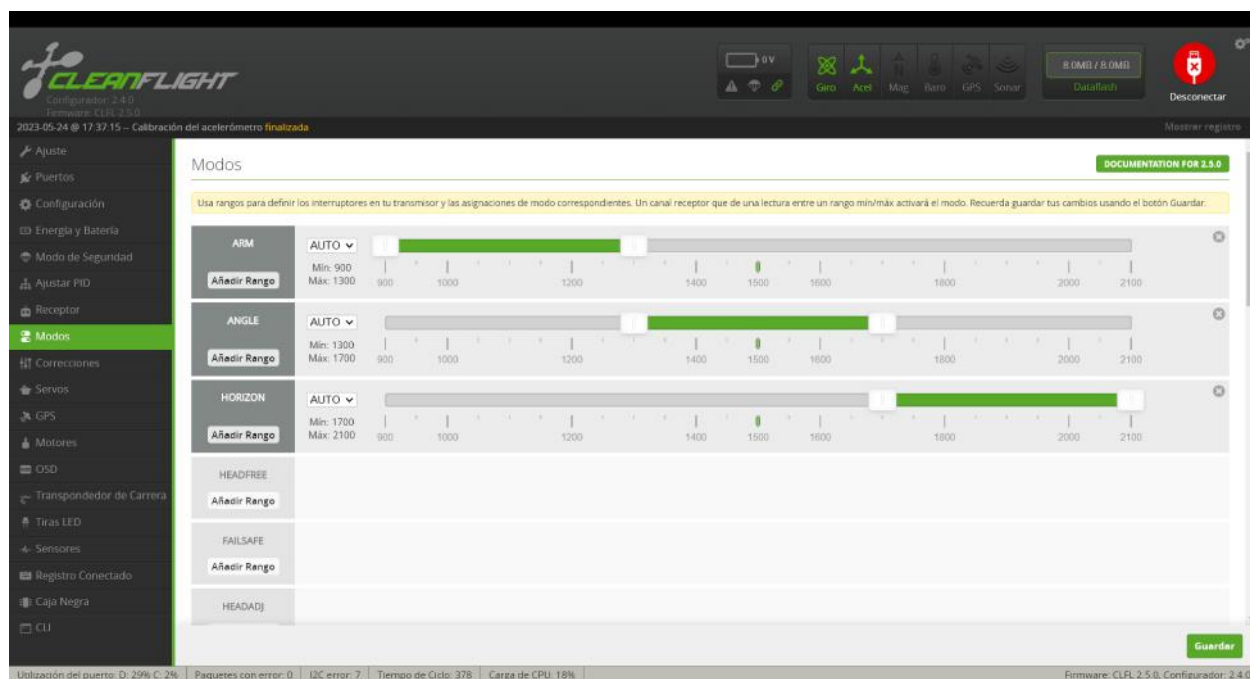 CLEANFLIGHT
Configurador: 2.4.0
Firmware: CLFL 2.5.0
0 V
Giro Acel Mag Baro GPS Sonar
8.0MB / 8.0MB
Dataflash
Desconectar
2023-05-24 @ 17:37:15 -- Calibración del acelerómetro finalizada
Mostrar registro
Ajuste
Puertos
Configuración
Energía y Batería
Modo de Seguridad
Ajustar PID
Receptor
Modos
Correcciones
Servos
GPS
Motores
OSD
Transpondedor de Carrera
Tiras LED
Sensores
Registro Conectado
Caja Negra
CLI
Modos
DOCUMENTATION FOR 2.5.0
Usa rangos para definir los interruptores en tu transmisor y las asignaciones de modo correspondientes. Un canal receptor que de una lectura entre un rango min/máx activará el modo. Recuerda guardar tus cambios usando el botón Guardar.
ARM
Añadir Rango
AUTO
Min: 900
Máx: 1300
900 1000 1200 1400 1500 1600 1800 2000 2100
ANGLE
Añadir Rango
AUTO
Min: 1300
Máx: 1700
900 1000 1200 1400 1500 1600 1800 2000 2100
HORIZON
Añadir Rango
AUTO
Min: 1700
Máx: 2100
900 1000 1200 1400 1500 1600 1800 2000 2100
HEADFREE
Añadir Rango
FAILSAFE
Añadir Rango
HEADADJ
Guardar
Utilización del puerto: D: 29% C: 2% Paquetes con error: 0 I2C error: 7 Tiempo de Ciclo: 378 Carga de CPU: 18%
Firmware: CLFL 2.5.0, Configurador: 2.4.0